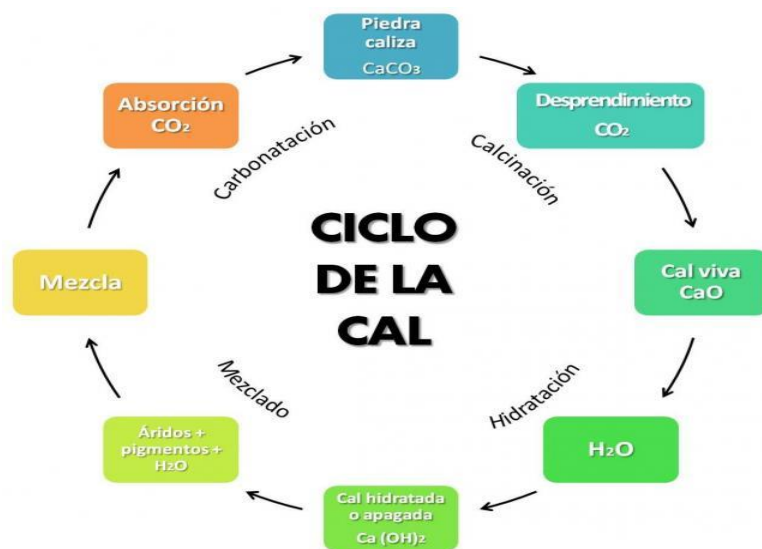 Piedra
caliza
CaCO₃
Desprendimiento
CO₂
Calcinación
Cal viva
CaO
Hidratación
H₂O
Cal hidratada
o apagada
Ca (OH)₂
Áridos +
pigmentos +
H₂O
Mezclado
Mezcla
Absorción
CO₂
Carbonatación
CICLO
DE LA
CAL